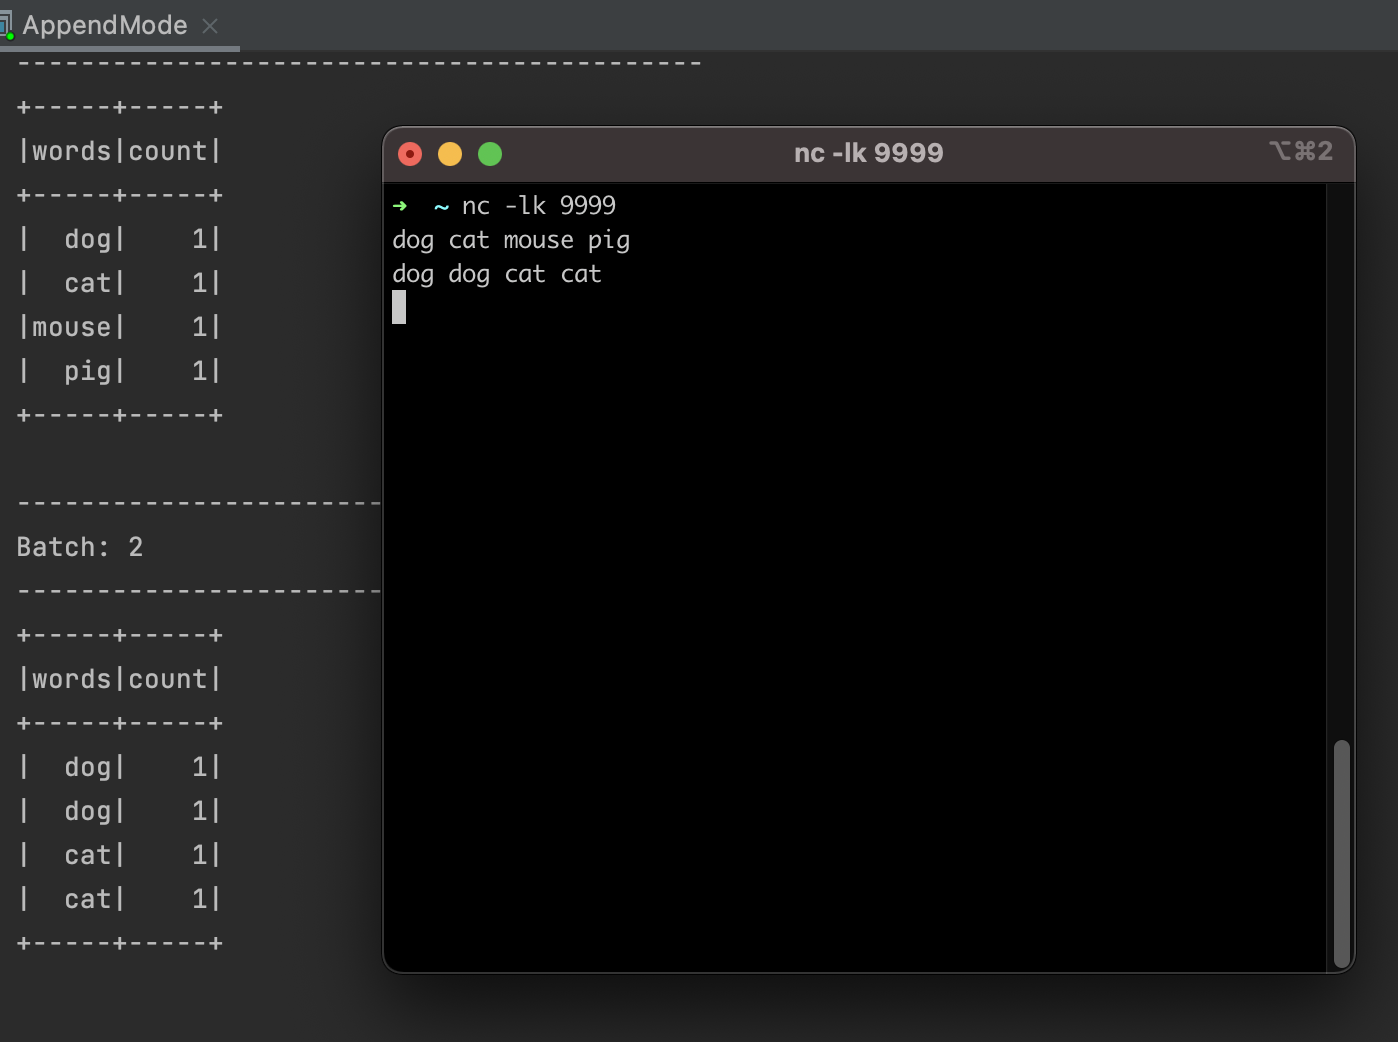 AppendMode
-------------------------------------------
+-----+-----+
|words|count|
+-----+-----+
|  dog|    1|
|  cat|    1|
|mouse|    1|
|  pig|    1|
+-----+-----+
-----------------------
Batch: 2
-----------------------
+-----+-----+
|words|count|
+-----+-----+
|  dog|    1|
|  dog|    1|
|  cat|    1|
|  cat|    1|
+-----+-----+
nc -lk 9999
⌥⌘2
➜  ~ nc -lk 9999
dog cat mouse pig
dog dog cat cat